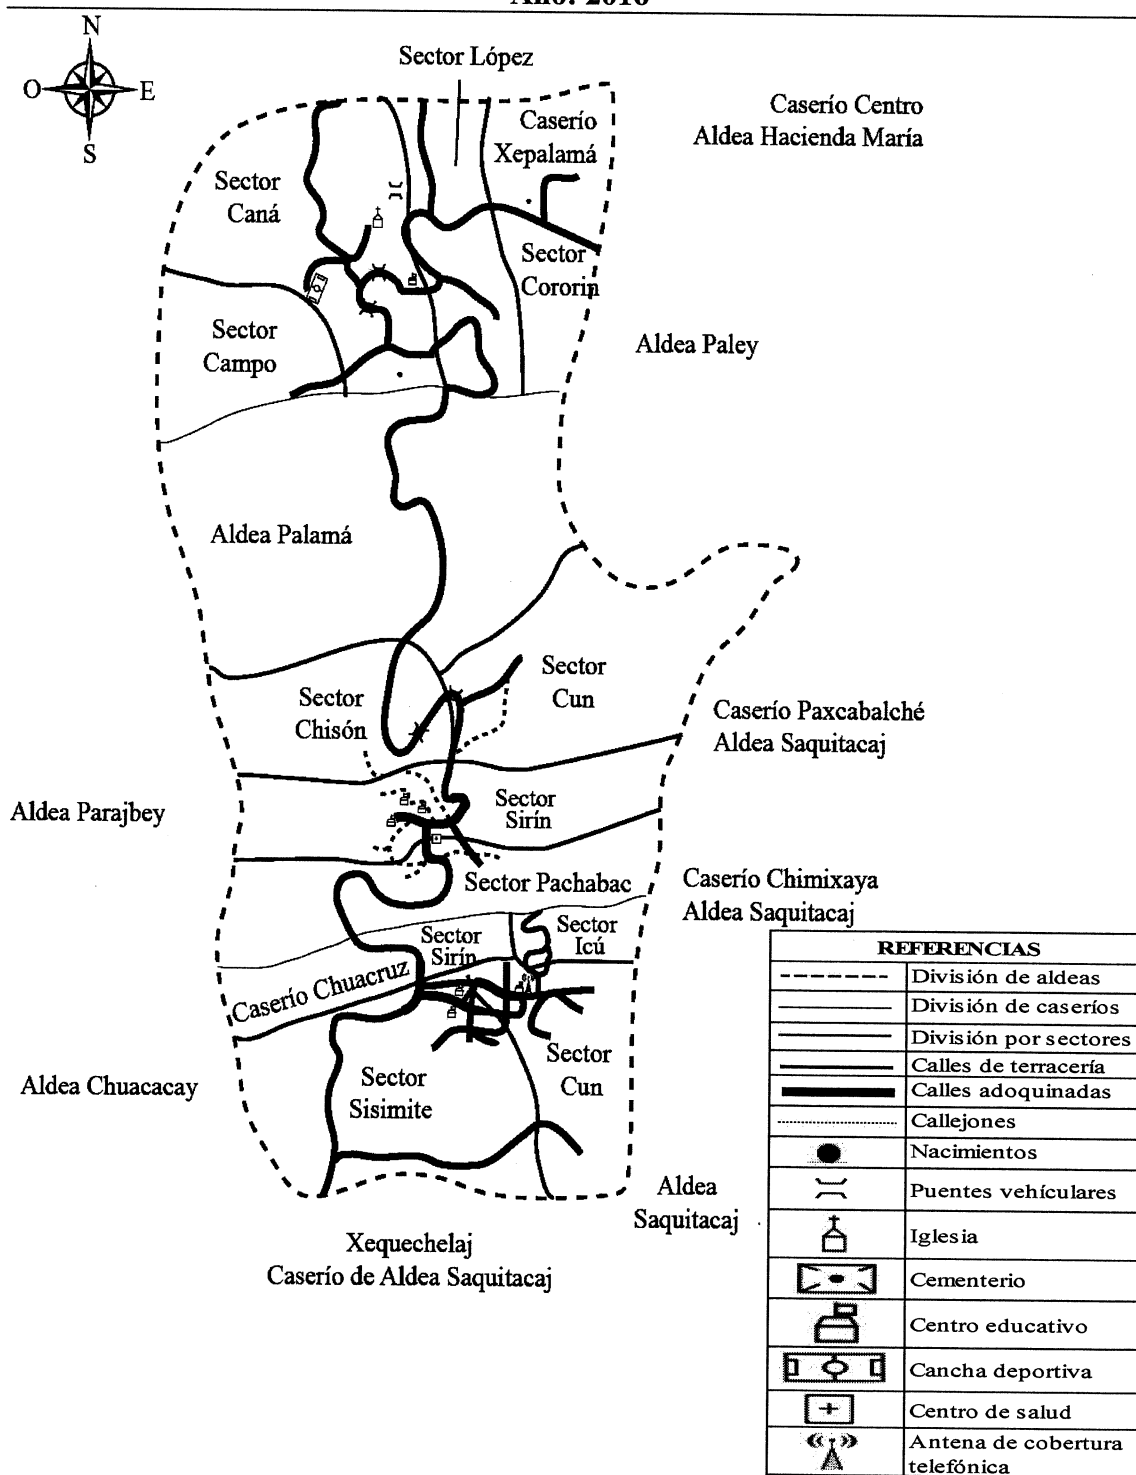 N
O
E
S
Sector López
Caserío
Xepalamá
Caserío Centro
Aldea Hacienda María
Sector
Caná
Sector
Cororin
Sector
Campo
Aldea Paley
Aldea Palamá
Sector
Cun
Sector
Chisón
Caserío Paxcabalché
Aldea Saquitacaj
Aldea Parajbey
Sector
Sirín
Sector Pachabac
Caserío Chimixaya
Aldea Saquitacaj
Sector
Sirín
Sector
Icú
Caserío Chuacruz
Aldea Chuacacay
Sector
Sisimite
Sector
Cun
Aldea
Saquitacaj
Xequechelaj
Caserío de Aldea Saquitacaj
REFERENCIAS
División de aldeas
División de caseríos
División por sectores
Calles de terracería
Calles adoquinadas
Callejones
Nacimientos
Puentes vehículares
Iglesia
Cementerio
Centro educativo
Cancha deportiva
Centro de salud
Antena de cobertura
telefónica